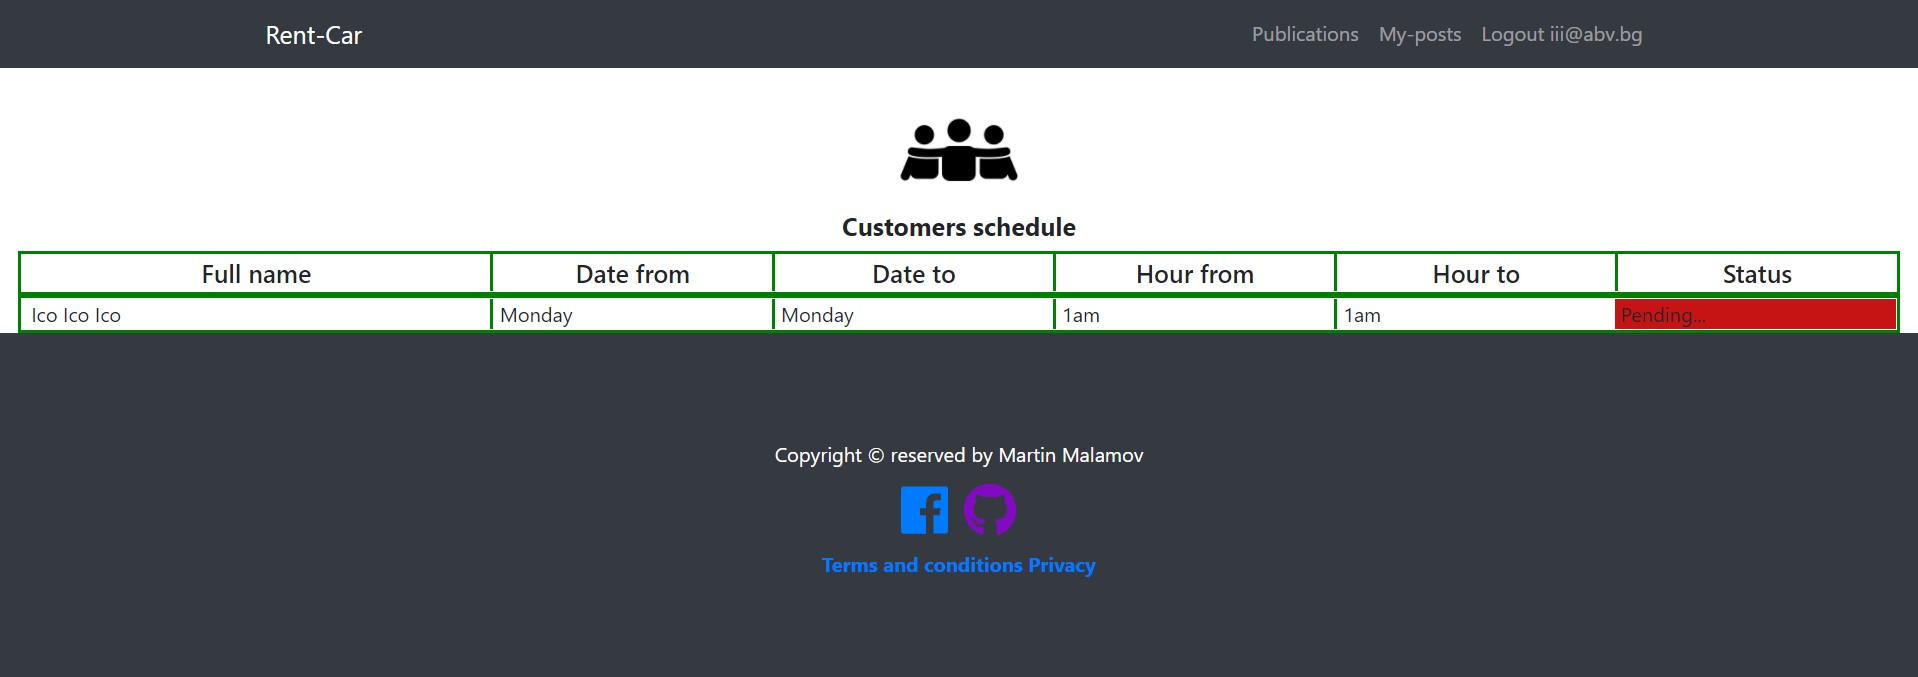 Rent-Car Publications My-posts Logout iii@abv.bg
Customers schedule
Full name Date from Date to Hour from Hour to Status
Ico Ico Ico Monday Monday 1am 1am Pending...
Copyright © reserved by Martin Malamov
Terms and conditions Privacy